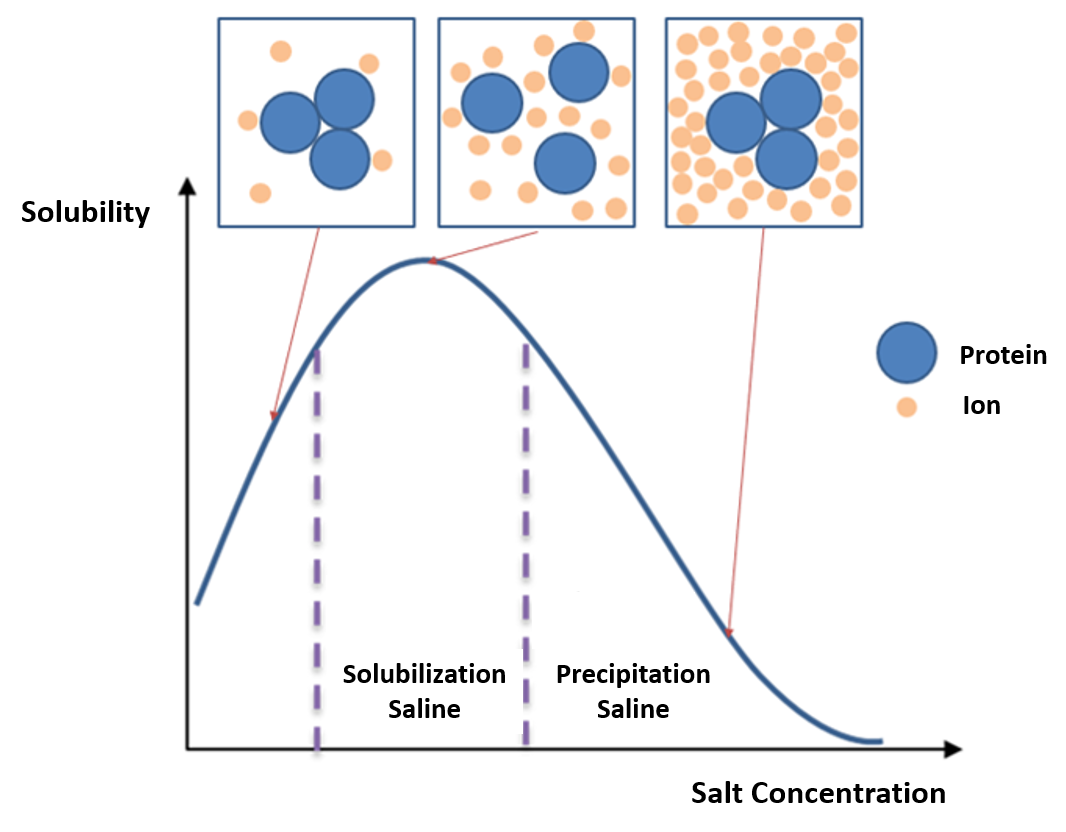 Solubility
Protein
Ion
Solubilization
Saline
Precipitation
Saline
Salt Concentration